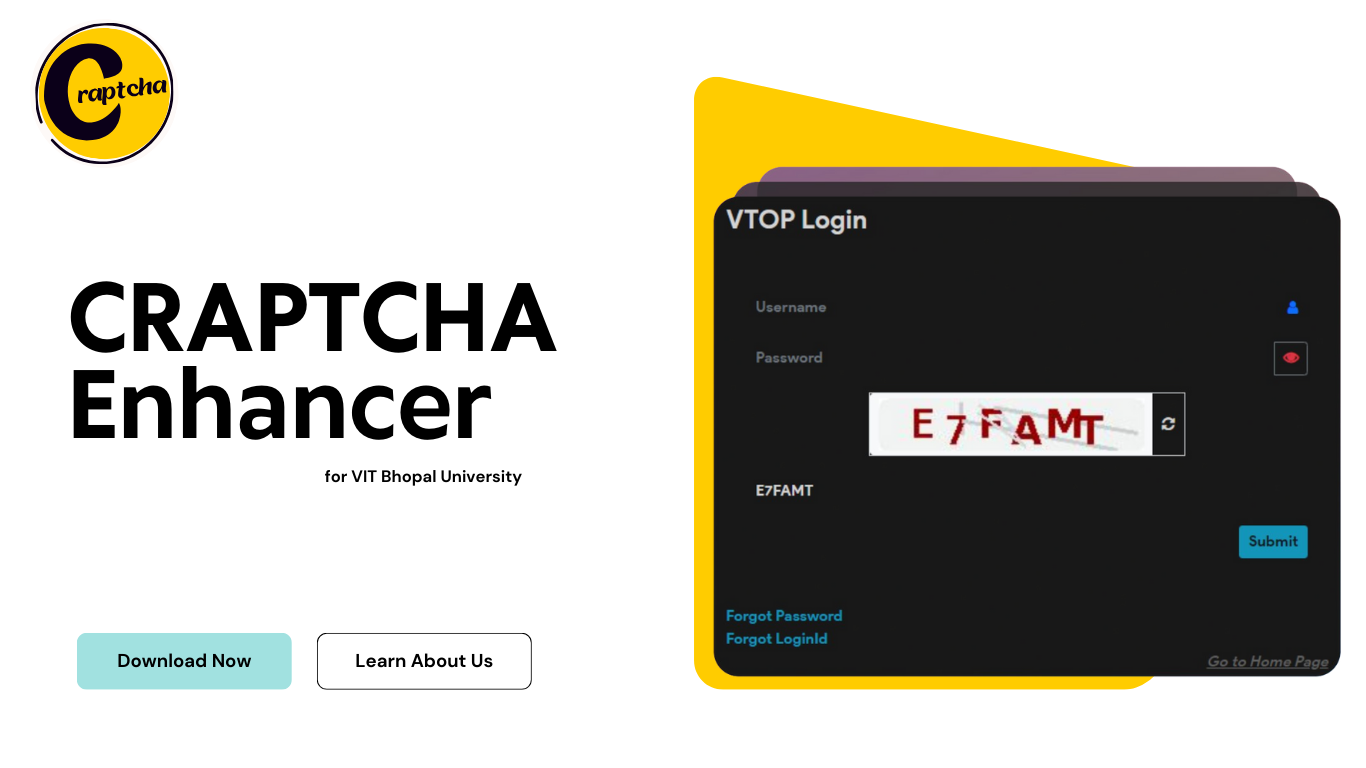 Craptcha
CRAPTCHA
Enhancer
for VIT Bhopal University
Download Now
Learn About Us
VTOP Login
Username
Password
E7FAMT
E7FAMT
Submit
Forgot Password
Forgot LoginId
Go to Home Page